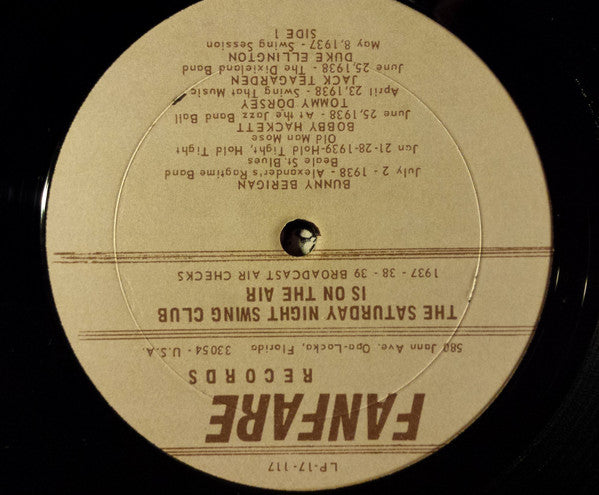 LP-17-117
FANFARE
RECORDS
580 Jann Ave. Opa-Locka, Florida 33054 - U.S.A.
THE SATURDAY NIGHT SWING CLUB
IS ON THE AIR
1937 - 38 - 39 BROADCAST AIR CHECKS
BUNNY BERIGAN
July 2 - 1938 - Alexander's Ragtime Band
Beale St. Blues
Jan 21-28-1939-Hold Tight, Hold Tight
Old Man Mose
BOBBY HACKETT
June 25,1938 - At the Jazz Band Ball
TOMMY DORSEY
April 23,1938 - Swing That Music
JACK TEAGARDEN
June 25,1938 - The Dixieland Band
DUKE ELLINGTON
May 8,1937 - Swing Session
SIDE 1